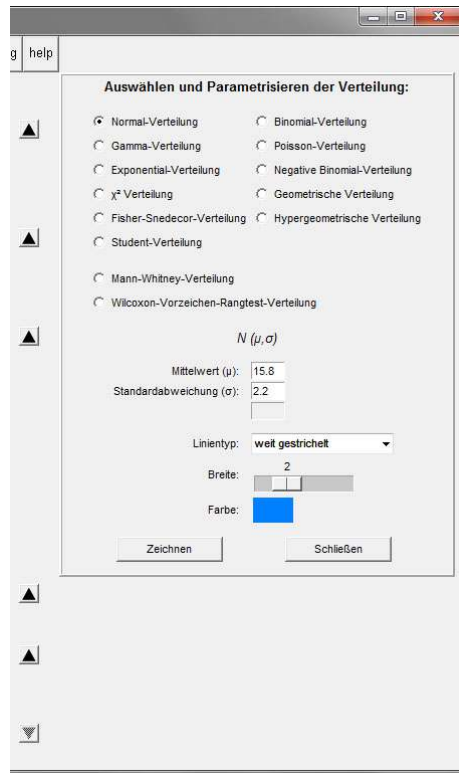 g help
Auswählen und Parametrisieren der Verteilung:
Normal-Verteilung Binomial-Verteilung
Gamma-Verteilung Poisson-Verteilung
Exponential-Verteilung Negative Binomial-Verteilung
χ² Verteilung Geometrische Verteilung
Fisher-Snedecor-Verteilung Hypergeometrische Verteilung
Student-Verteilung
Mann-Whitney-Verteilung
Wilcoxon-Vorzeichen-Rangtest-Verteilung
N (μ,σ)
Mittelwert (μ): 15.8
Standardabweichung (σ): 2.2
Linientyp: weit gestrichelt
2
Breite:
Farbe:
Zeichnen Schließen